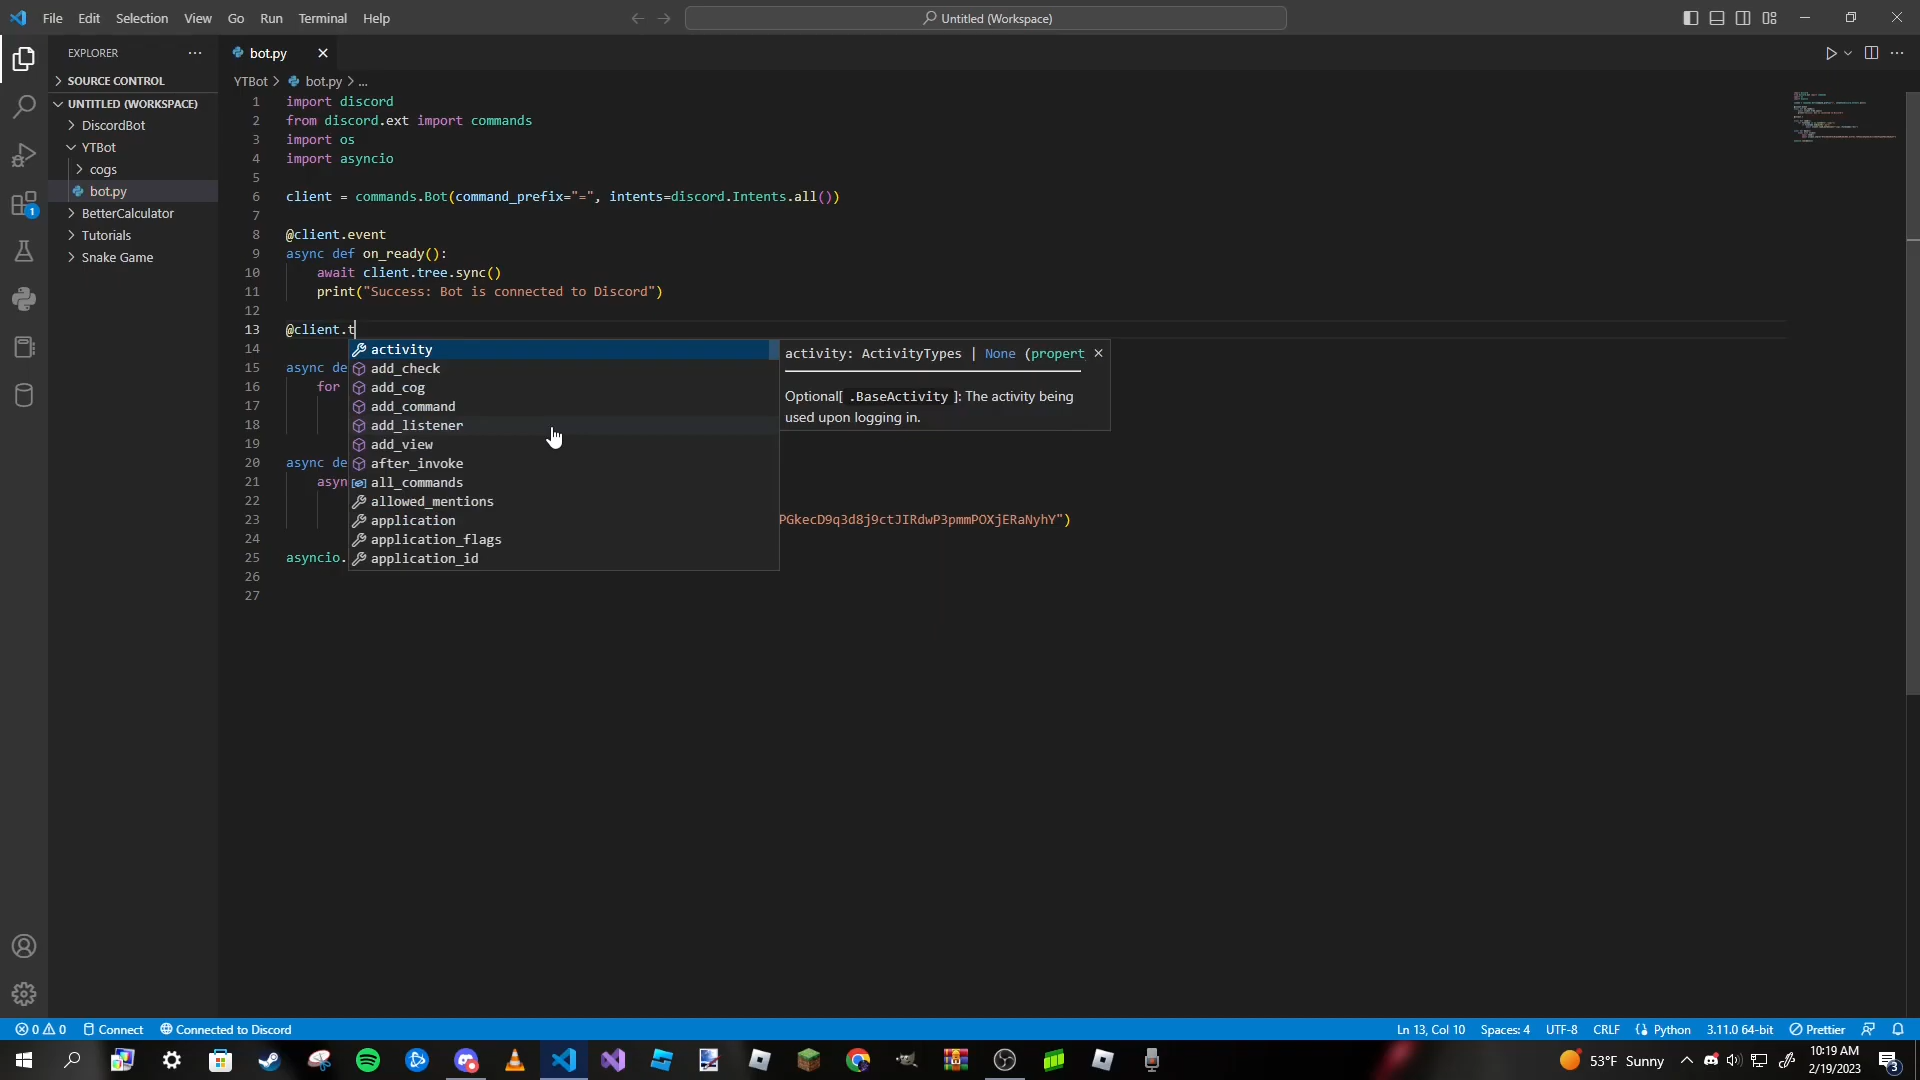 File Edit Selection View Go Run Terminal Help
Untitled (Workspace)
EXPLORER
bot.py
SOURCE CONTROL
YTBot > bot.py > ...
UNTITLED (WORKSPACE)
DiscordBot
YTBot
cogs
bot.py
BetterCalculator
Tutorials
Snake Game
1
1 import discord
2 from discord.ext import commands
3 import os
4 import asyncio
5
6 client = commands.Bot(command_prefix="=", intents=discord.Intents.all())
7
8 @client.event
9 async def on_ready():
10 await client.tree.sync()
11 print("Success: Bot is connected to Discord")
12
13 @client.t
14
15 async de
16 for
17
18
19
20 async de
21 asyn
22
23 PGkecD9q3d8j9ctJIRdwP3pmmPOXjERaNyhY")
24
25 asyncio.
26
27
activity
add_check
add_cog
add_command
add_listener
add_view
after_invoke
all_commands
allowed_mentions
application
application_flags
application_id
activity: ActivityTypes | None (propert
Optional[ .BaseActivity ]: The activity being
used upon logging in.
0 0 Connect Connected to Discord
Ln 13, Col 10 Spaces: 4 UTF-8 CRLF Python 3.11.0 64-bit Prettier
53°F Sunny
10:19 AM
2/19/2023
3